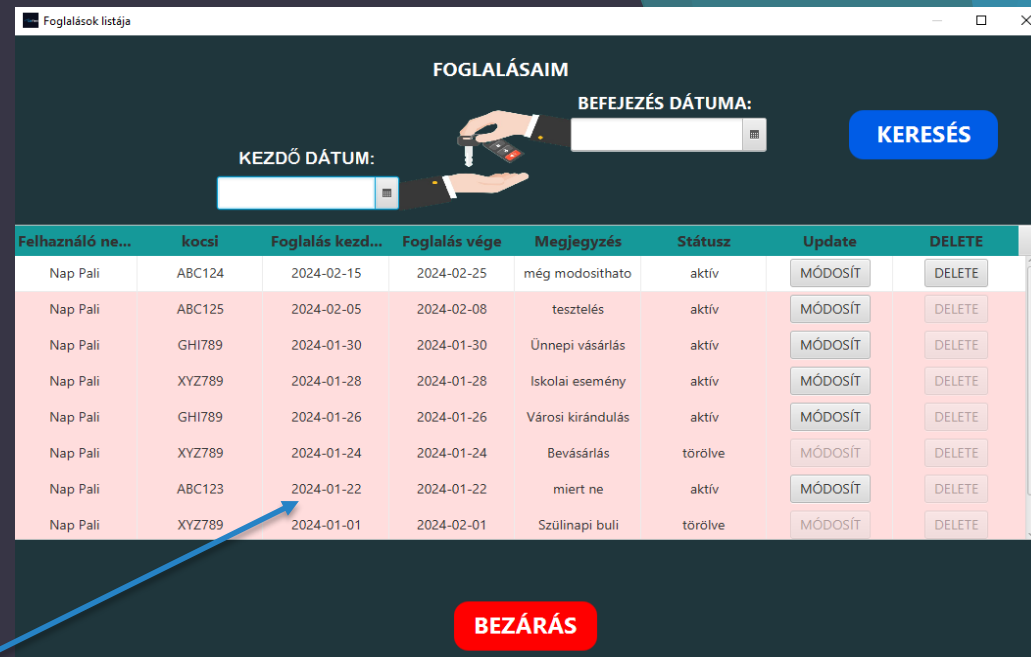 Foglalások listája
FOGLALÁSAIM
BEFEJEZÉS DÁTUMA:
KERESÉS
KEZDŐ DÁTUM:
Felhaználó ne... kocsi Foglalás kezd... Foglalás vége Megjegyzés Státusz Update DELETE
Nap Pali ABC124 2024-02-15 2024-02-25 még modosithato aktív MÓDOSÍT DELETE
Nap Pali ABC125 2024-02-05 2024-02-08 tesztelés aktív MÓDOSÍT DELETE
Nap Pali GHI789 2024-01-30 2024-01-30 Ünnepi vásárlás aktív MÓDOSÍT DELETE
Nap Pali XYZ789 2024-01-28 2024-01-28 Iskolai esemény aktív MÓDOSÍT DELETE
Nap Pali GHI789 2024-01-26 2024-01-26 Városi kirándulás aktív MÓDOSÍT DELETE
Nap Pali XYZ789 2024-01-24 2024-01-24 Bevásárlás törölve MÓDOSÍT DELETE
Nap Pali ABC123 2024-01-22 2024-01-22 miert ne aktív MÓDOSÍT DELETE
Nap Pali XYZ789 2024-01-01 2024-02-01 Szülinapi buli törölve MÓDOSÍT DELETE
BEZÁRÁS